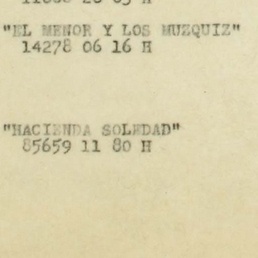 "EL MENOR Y LOS MUZQUIZ"
14278 06 16 H
"HACIENDA SOLEDAD"
85659 11 80 H